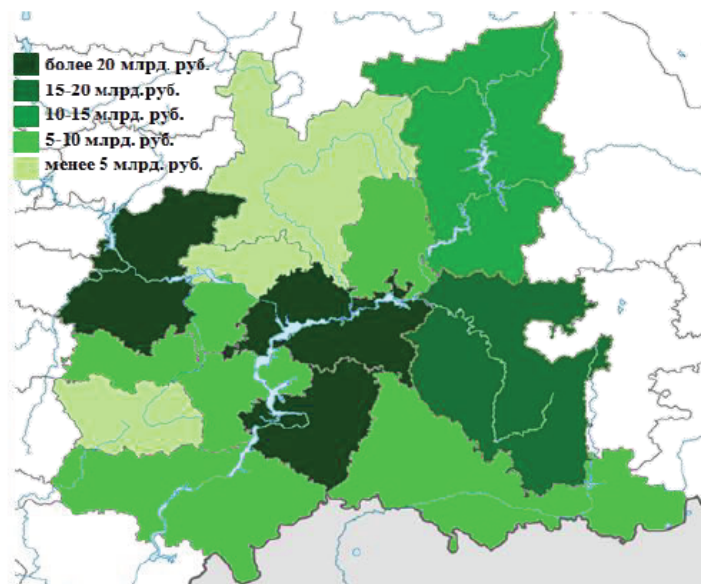 более 20 млрд. руб.
15-20 млрд.руб.
10-15 млрд. руб.
5-10 млрд. руб.
менее 5 млрд. руб.